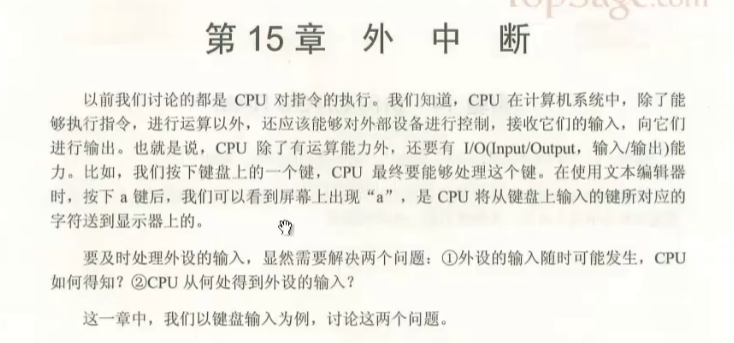 TopSage.com
第15章 外 中 断
以前我们讨论的都是 CPU 对指令的执行。我们知道，CPU 在计算机系统中，除了能
够执行指令，进行运算以外，还应该能够对外部设备进行控制，接收它们的输入，向它们
进行输出。也就是说，CPU 除了有运算能力外，还要有 I/O(Input/Output，输入/输出)能
力。比如，我们按下键盘上的一个键，CPU 最终要能够处理这个键。在使用文本编辑器
时，按下 a 键后，我们可以看到屏幕上出现“a”，是 CPU 将从键盘上输入的键所对应的
字符送到显示器上的。
要及时处理外设的输入，显然需要解决两个问题：①外设的输入随时可能发生，CPU
如何得知？②CPU 从何处得到外设的输入？
这一章中，我们以键盘输入为例，讨论这两个问题。